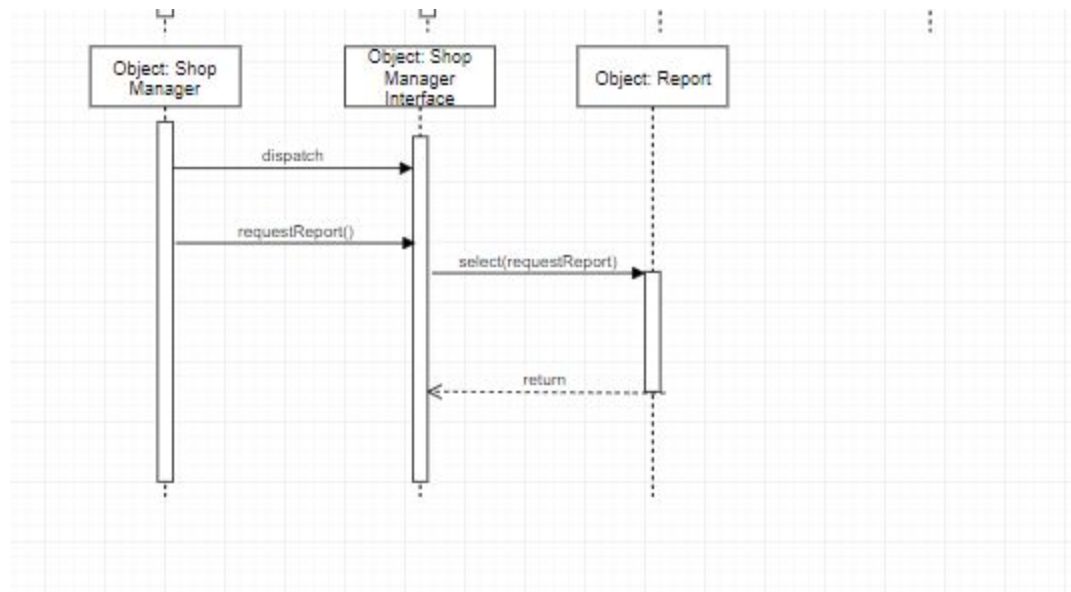 Object: Shop
Manager
Object: Shop
Manager
Interface
Object: Report
dispatch
requestReport()
select(requestReport)
return